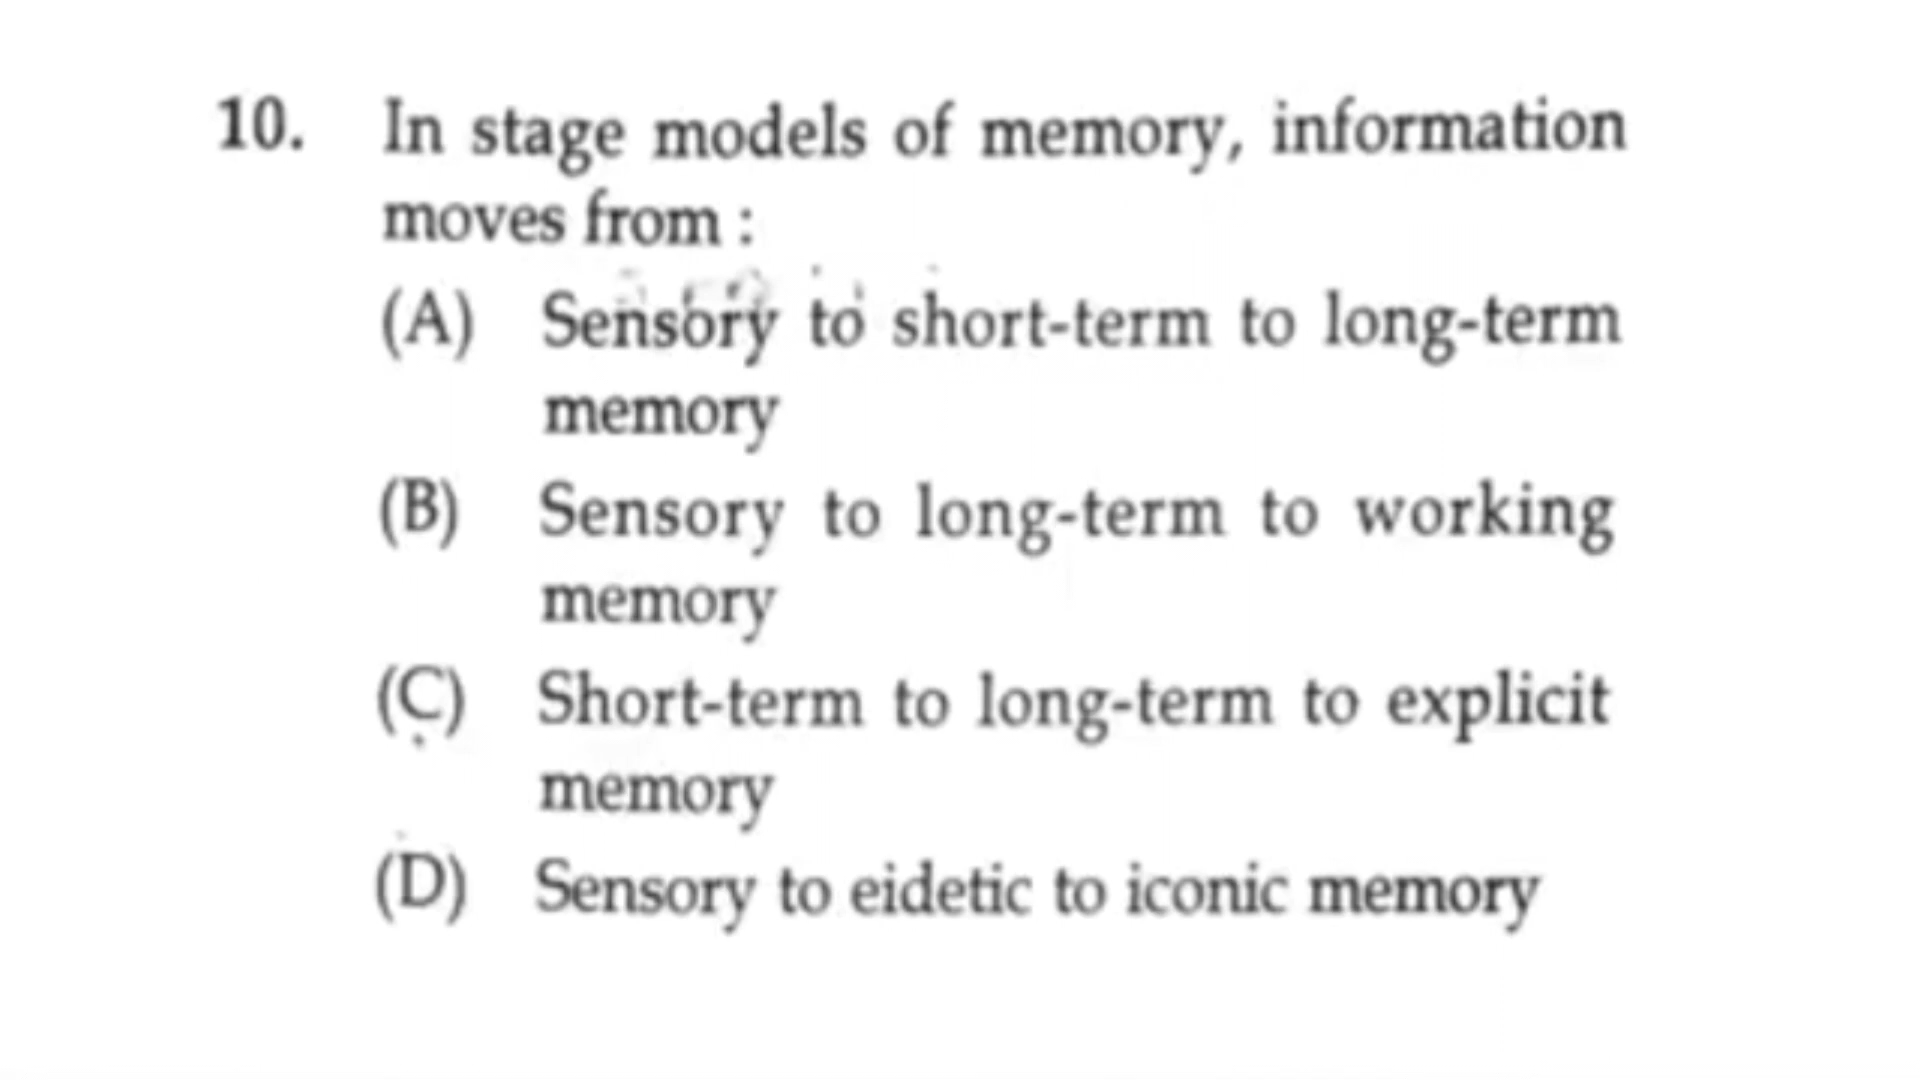 10. In stage models of memory, information
moves from :
(A) Sensory to short-term to long-term
memory
(B) Sensory to long-term to working
memory
(C) Short-term to long-term to explicit
memory
(D) Sensory to eidetic to iconic memory